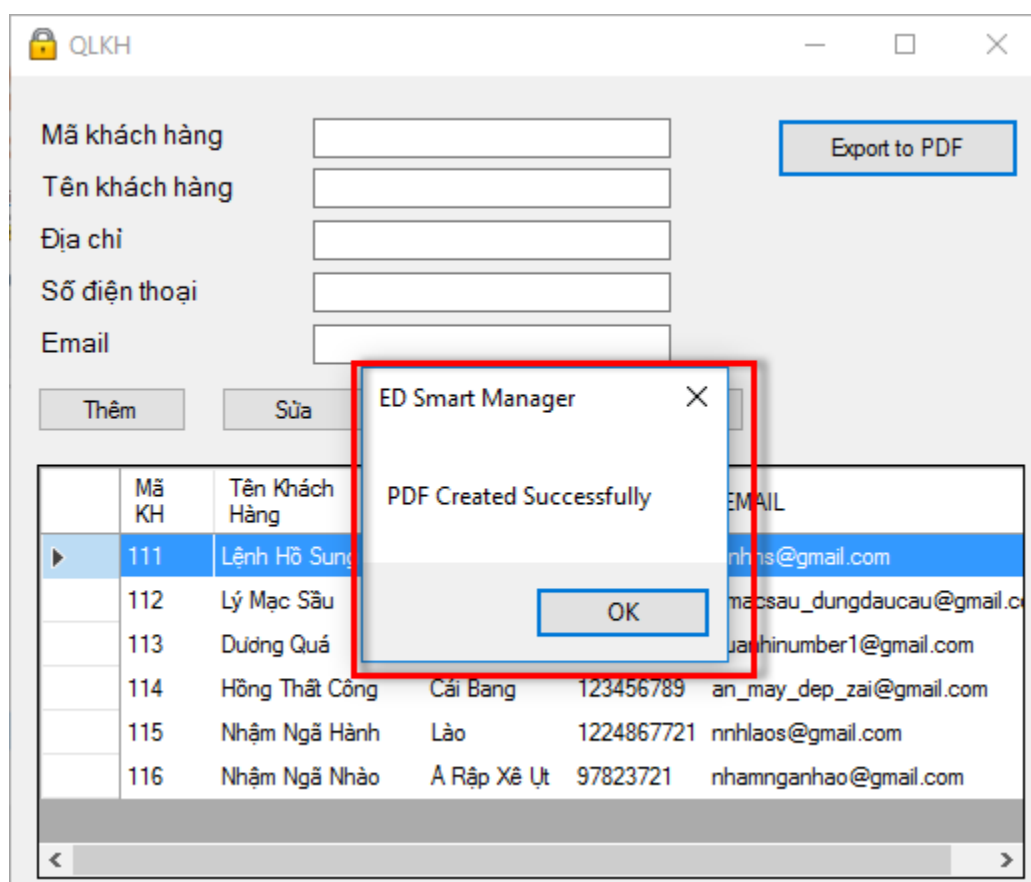 QLKH
Mã khách hàng
Export to PDF
Tên khách hàng
Địa chỉ
Số điện thoại
Email
Thêm
Sửa
ED Smart Manager
PDF Created Successfully
OK
Mã KH
Tên Khách Hàng
EMAIL
111 Lệnh Hồ Sung
112 Lý Mạc Sầu
113 Dương Quá
114 Hồng Thất Công Cái Bang 123456789 an_may_dep_zai@gmail.com
115 Nhậm Ngã Hành Lào 1224867721 nnhlaos@gmail.com
116 Nhậm Ngã Nhào Ả Rập Xê Út 97823721 nhamnganhao@gmail.com